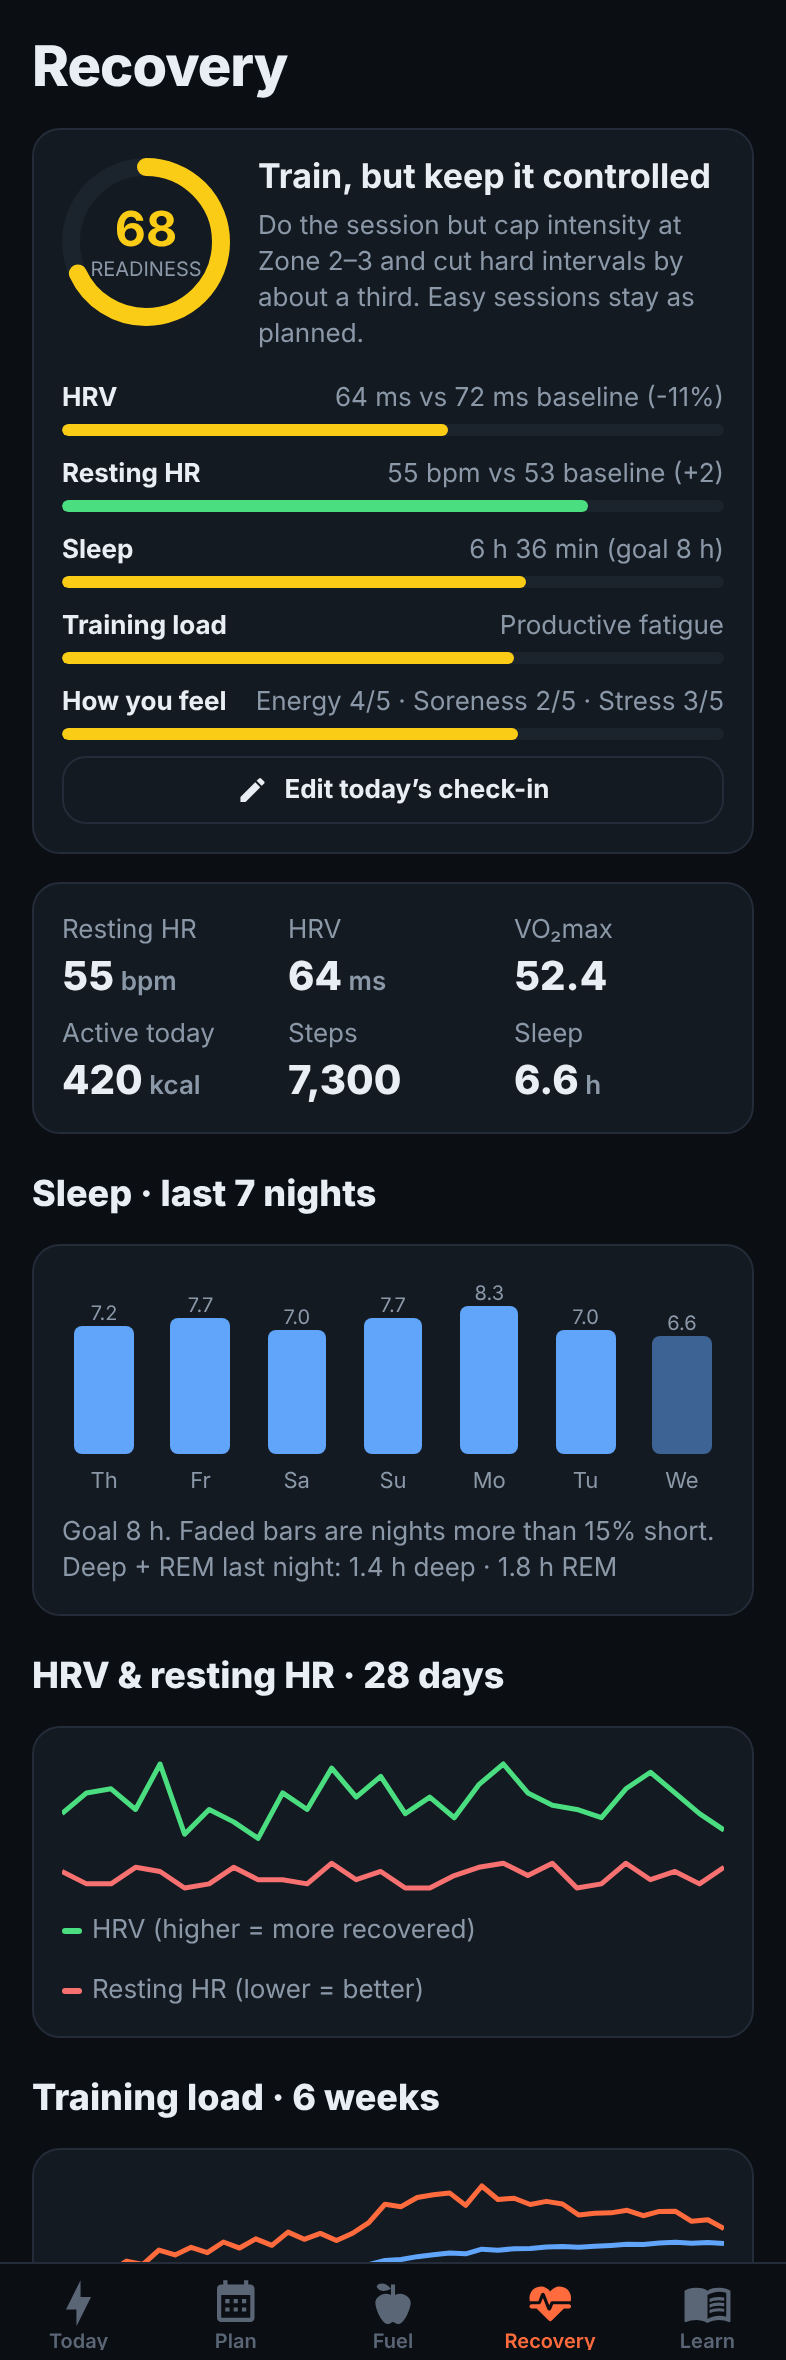 Recovery
68
READINESS
Train, but keep it controlled
Do the session but cap intensity at
Zone 2–3 and cut hard intervals by
about a third. Easy sessions stay as
planned.
HRV 64 ms vs 72 ms baseline (-11%)
Resting HR 55 bpm vs 53 baseline (+2)
Sleep 6 h 36 min (goal 8 h)
Training load Productive fatigue
How you feel Energy 4/5 · Soreness 2/5 · Stress 3/5
Edit today’s check-in
Resting HR HRV VO₂max
55 bpm 64 ms 52.4
Active today Steps Sleep
420 kcal 7,300 6.6 h
Sleep · last 7 nights
7.2 7.7 7.0 7.7 8.3 7.0 6.6
Th Fr Sa Su Mo Tu We
Goal 8 h. Faded bars are nights more than 15% short.
Deep + REM last night: 1.4 h deep · 1.8 h REM
HRV & resting HR · 28 days
HRV (higher = more recovered)
Resting HR (lower = better)
Training load · 6 weeks
Today Plan Fuel Recovery Learn